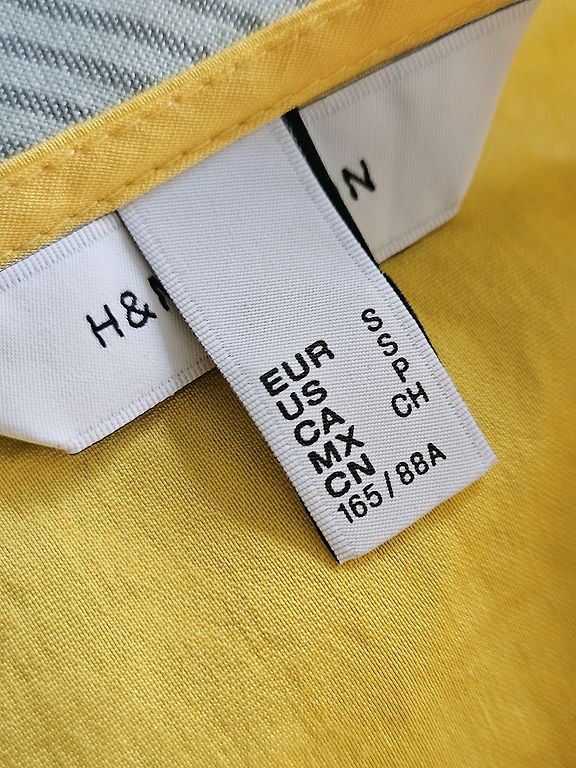 H&
N
EUR S
US S
CA P
MX CH
CN
165/88A